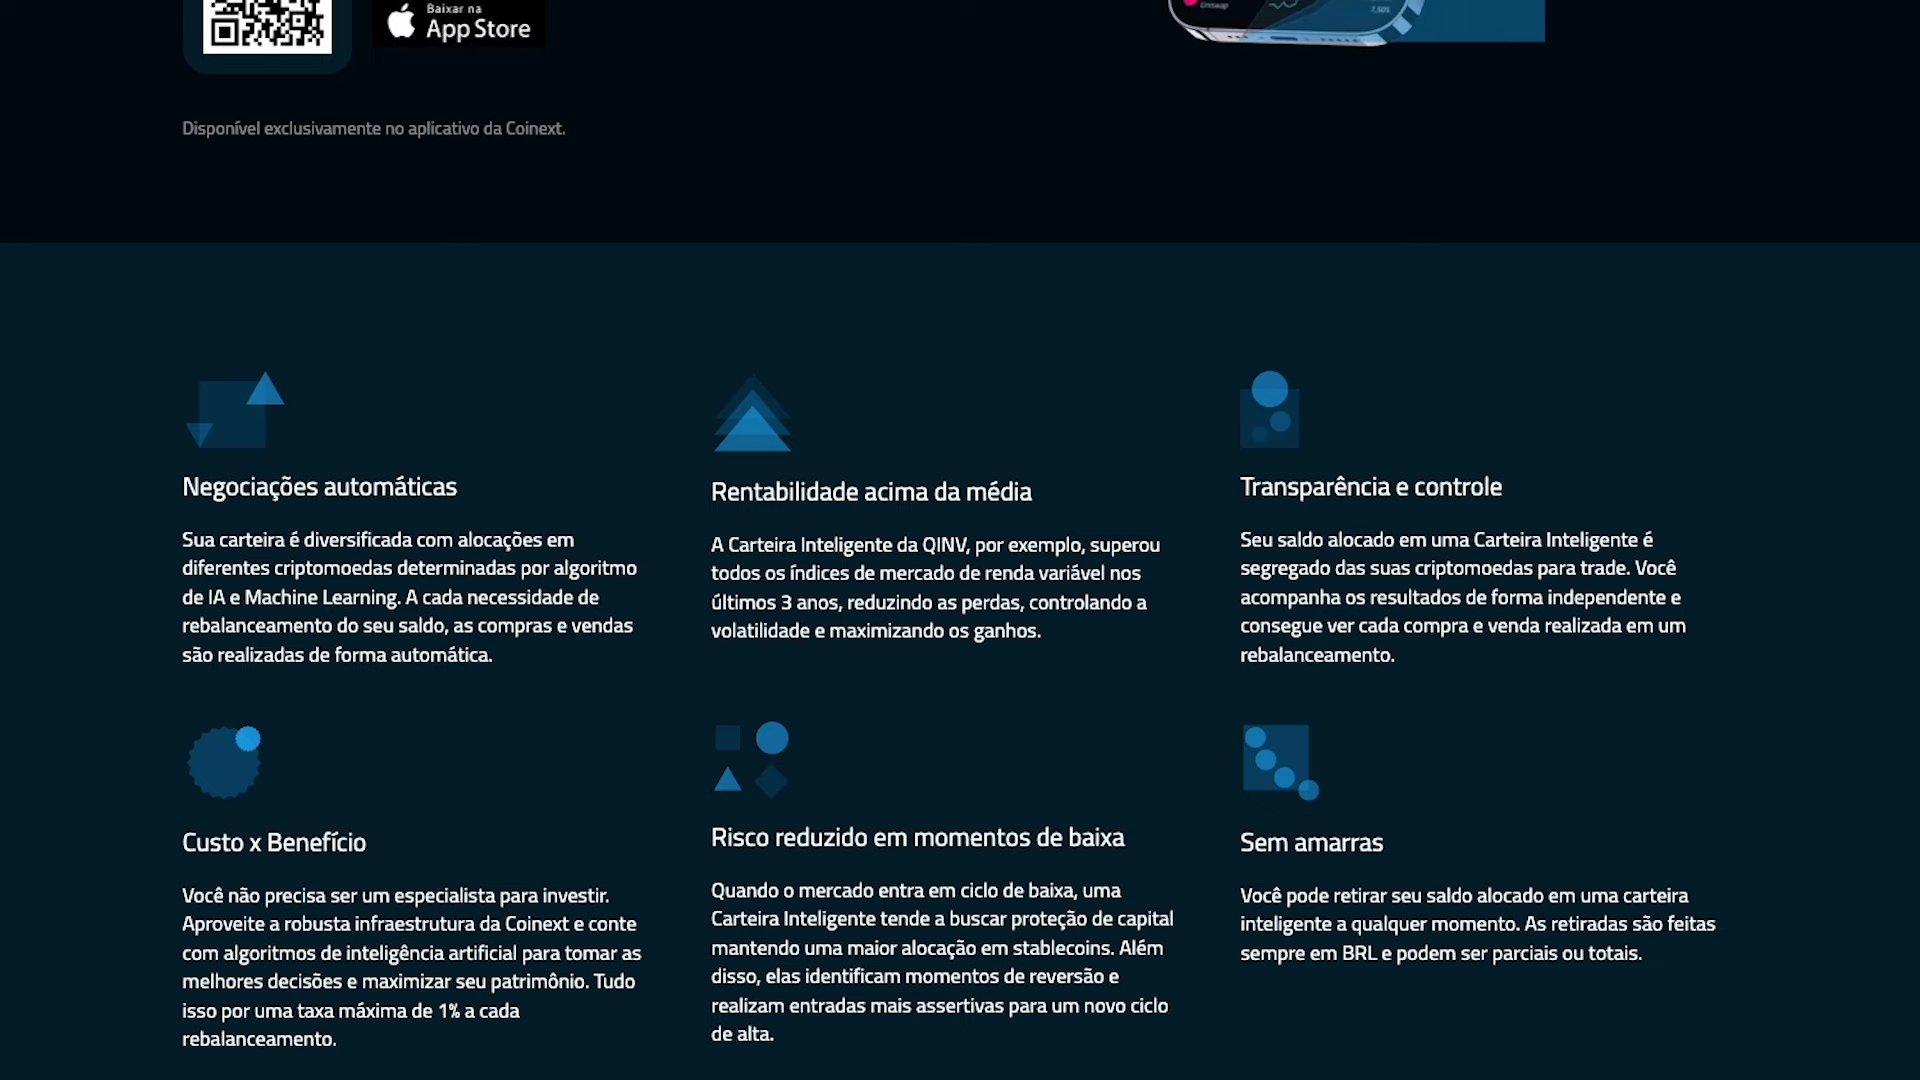 Baixar na
App Store
7,50%
Disponível exclusivamente no aplicativo da Coinext.
Negociações automáticas
Sua carteira é diversificada com alocações em
diferentes criptomoedas determinadas por algoritmo
de IA e Machine Learning. A cada necessidade de
rebalanceamento do seu saldo, as compras e vendas
são realizadas de forma automática.
Rentabilidade acima da média
A Carteira Inteligente da QINV, por exemplo, superou
todos os índices de mercado de renda variável nos
últimos 3 anos, reduzindo as perdas, controlando a
volatilidade e maximizando os ganhos.
Transparência e controle
Seu saldo alocado em uma Carteira Inteligente é
segregado das suas criptomoedas para trade. Você
acompanha os resultados de forma independente e
consegue ver cada compra e venda realizada em um
rebalanceamento.
Custo x Benefício
Você não precisa ser um especialista para investir.
Aproveite a robusta infraestrutura da Coinext e conte
com algoritmos de inteligência artificial para tomar as
melhores decisões e maximizar seu patrimônio. Tudo
isso por uma taxa máxima de 1% a cada
rebalanceamento.
Risco reduzido em momentos de baixa
Quando o mercado entra em ciclo de baixa, uma
Carteira Inteligente tende a buscar proteção de capital
mantendo uma maior alocação em stablecoins. Além
disso, elas identificam momentos de reversão e
realizam entradas mais assertivas para um novo ciclo
de alta.
Sem amarras
Você pode retirar seu saldo alocado em uma carteira
inteligente a qualquer momento. As retiradas são feitas
sempre em BRL e podem ser parciais ou totais.